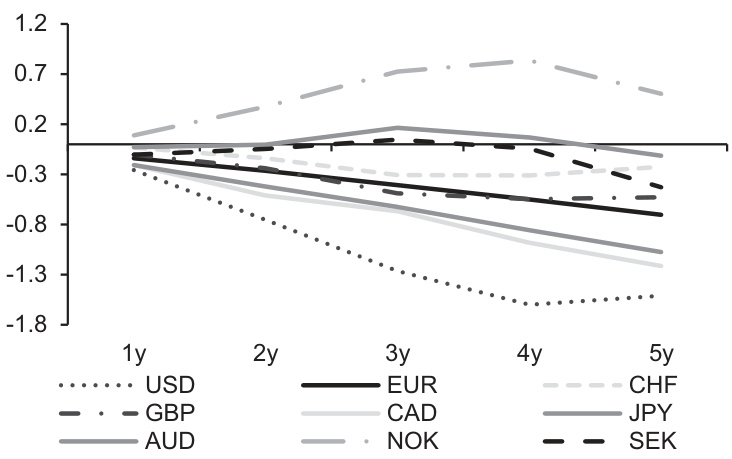 1.2
0.7
0.2
-0.3
-0.8
-1.3
-1.8
1y 2y 3y 4y 5y
USD EUR CHF
GBP CAD JPY
AUD NOK SEK